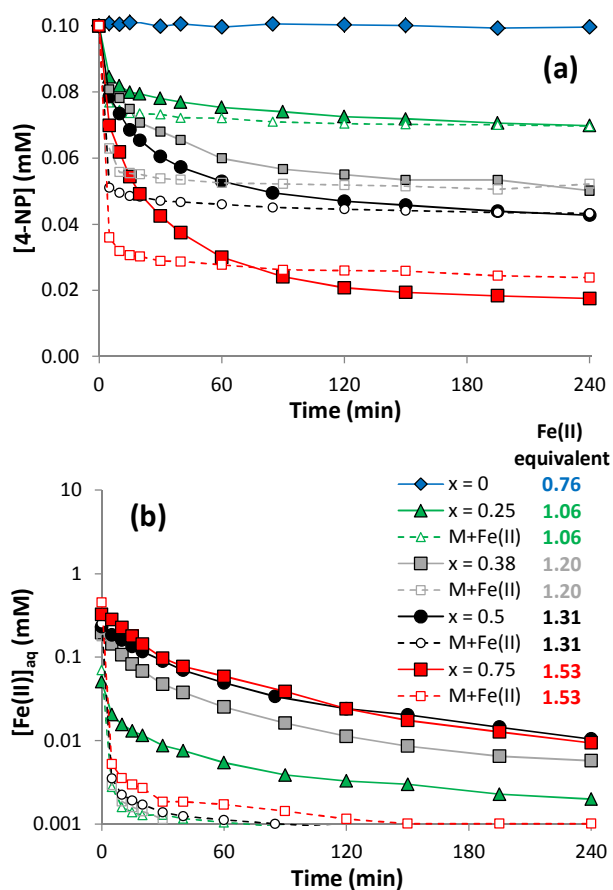 0.10
0.08
0.06
0.04
0.02
0.00
[4-NP] (mM)
(a)
0 60 120 180 240
Time (min)
Fe(II)
equivalent
x = 0 0.76
x = 0.25 1.06
M+Fe(II) 1.06
x = 0.38 1.20
M+Fe(II) 1.20
x = 0.5 1.31
M+Fe(II) 1.31
x = 0.75 1.53
M+Fe(II) 1.53
(b)
10
1
0.1
0.01
0.001
[Fe(II)]aq (mM)
0 60 120 180 240
Time (min)